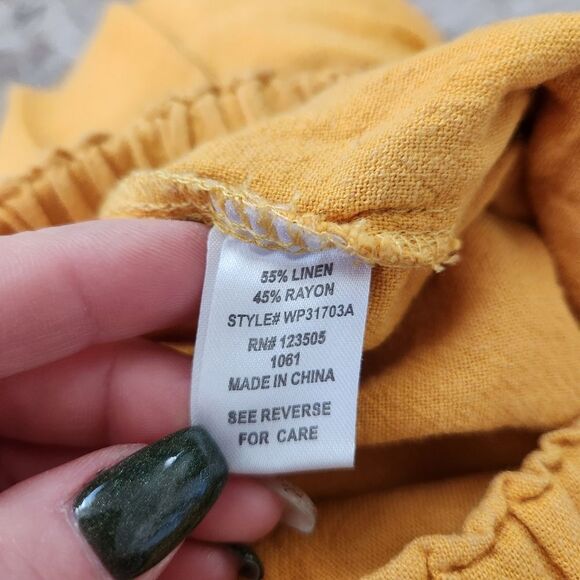 55% LINEN
45% RAYON
STYLE# WP31703A
RN# 123505
1061
MADE IN CHINA
SEE REVERSE
FOR CARE